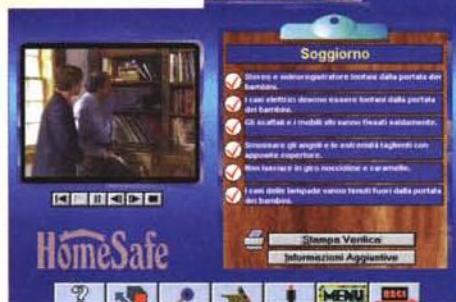 Soggiorno
Stereo e videoregistratore lontani dalla portata dei
bambini.
I cavi elettrici devono essere lontani dalla portata
dei bambini.
Gli scaffali e i mobili alti vanno fissati saldamente.
Smussare gli angoli e le estremità taglienti con
apposite coperture.
Non lasciare in giro noccioline e caramelle.
I cavi delle lampade vanno tenuti fuori dalla portata
dei bambini.
HomeSafe
Stampa Verifica
Informazioni Aggiuntive
?
MENU
ESCI